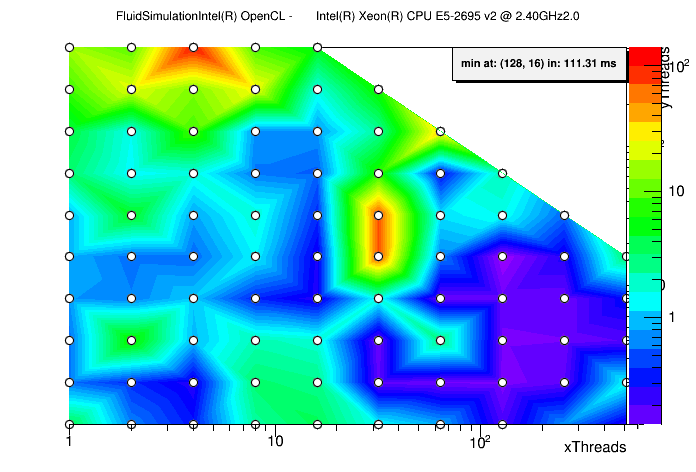 FluidSimulationIntel(R) OpenCL - Intel(R) Xeon(R) CPU E5-2695 v2 @ 2.40GHz2.0
min at: (128, 16) in: 111.31 ms
yThreads
10²
10
1
1
10
10²
xThreads